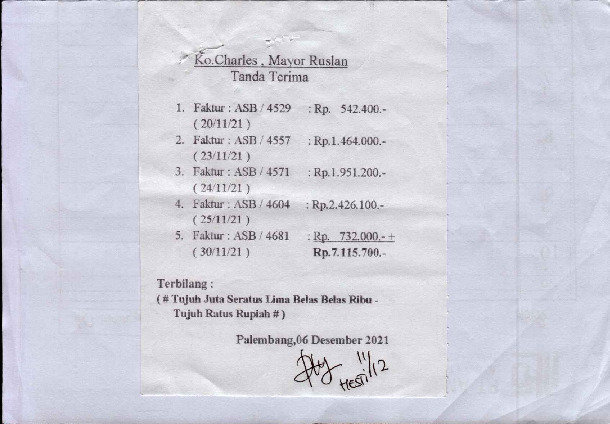 Ko.Charles , Mayor Ruslan
Tanda Terima
1. Faktur : ASB / 4529 : Rp. 542.400.-
( 20/11/21 )
2. Faktur : ASB / 4557 : Rp.1.464.000.-
( 23/11/21 )
3. Faktur : ASB / 4571 : Rp.1.951.200.-
( 24/11/21 )
4. Faktur : ASB / 4604 : Rp.2.426.100.-
( 25/11/21 )
5. Faktur : ASB / 4681 : Rp. 732.000.- +
( 30/11/21 ) Rp.7.115.700.-
Terbilang :
( # Tujuh Juta Seratus Lima Belas Belas Ribu -
Tujuh Ratus Rupiah # )
Palembang,06 Desember 2021
Hesti